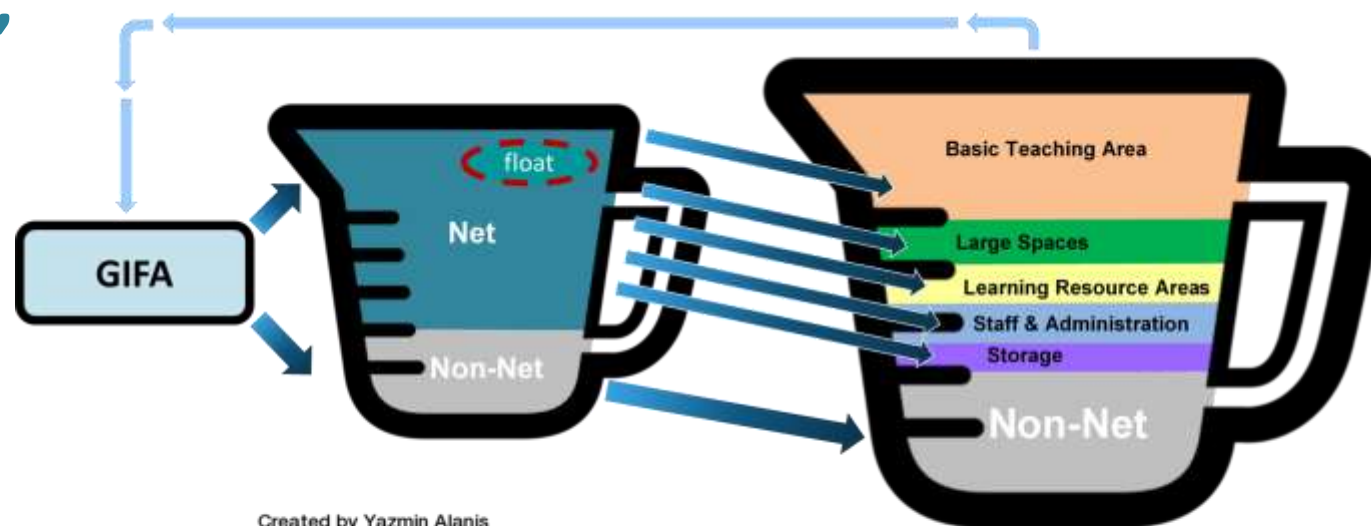 GIFA
float
Net
Non-Net
Basic Teaching Area
Large Spaces
Learning Resource Areas
Staff & Administration
Storage
Non-Net
Created by Yazmin Alanis